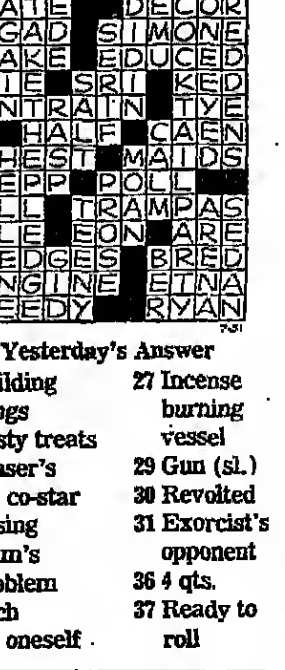 ATE DECOR
GAD SIMONE
AKE EDUCED
IE SRI KED
NTRAIN TYE
HALF CAEN
HEST MAIDS
EPP POLL
LL TRAMPAS
LE EON ARE
EDGES BRED
NGINE ETNA
EEDY RYAN
7-31
Yesterday's Answer
ilding
ngs
sty treats
aser's
co-star
sing
m's
oblem
ch
oneself
27 Incense
burning
vessel
29 Gun (sl.)
30 Revolted
31 Exorcist's
opponent
36 4 qts.
37 Ready to
roll